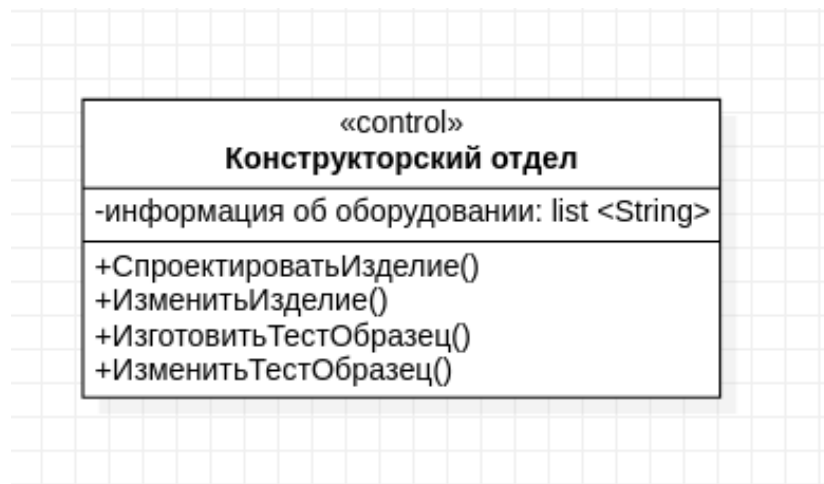 «control»
Конструкторский отдел
-информация об оборудовании: list <String>
+СпроектироватьИзделие()
+ИзменитьИзделие()
+ИзготовитьТестОбразец()
+ИзменитьТестОбразец()